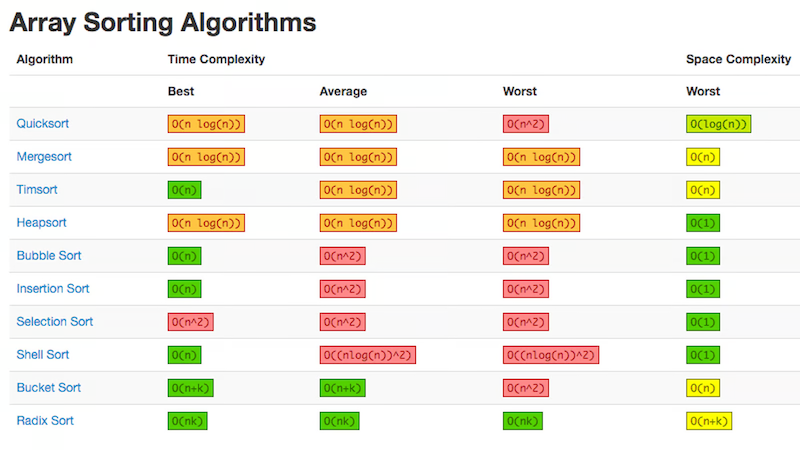 Array Sorting Algorithms
Algorithm Time Complexity Space Complexity
Best Average Worst Worst
Quicksort O(n log(n)) O(n log(n)) O(n^2) O(log(n))
Mergesort O(n log(n)) O(n log(n)) O(n log(n)) O(n)
Timsort O(n) O(n log(n)) O(n log(n)) O(n)
Heapsort O(n log(n)) O(n log(n)) O(n log(n)) O(1)
Bubble Sort O(n) O(n^2) O(n^2) O(1)
Insertion Sort O(n) O(n^2) O(n^2) O(1)
Selection Sort O(n^2) O(n^2) O(n^2) O(1)
Shell Sort O(n) O((nlog(n))^2) O((nlog(n))^2) O(1)
Bucket Sort O(n+k) O(n+k) O(n^2) O(n)
Radix Sort O(nk) O(nk) O(nk) O(n+k)